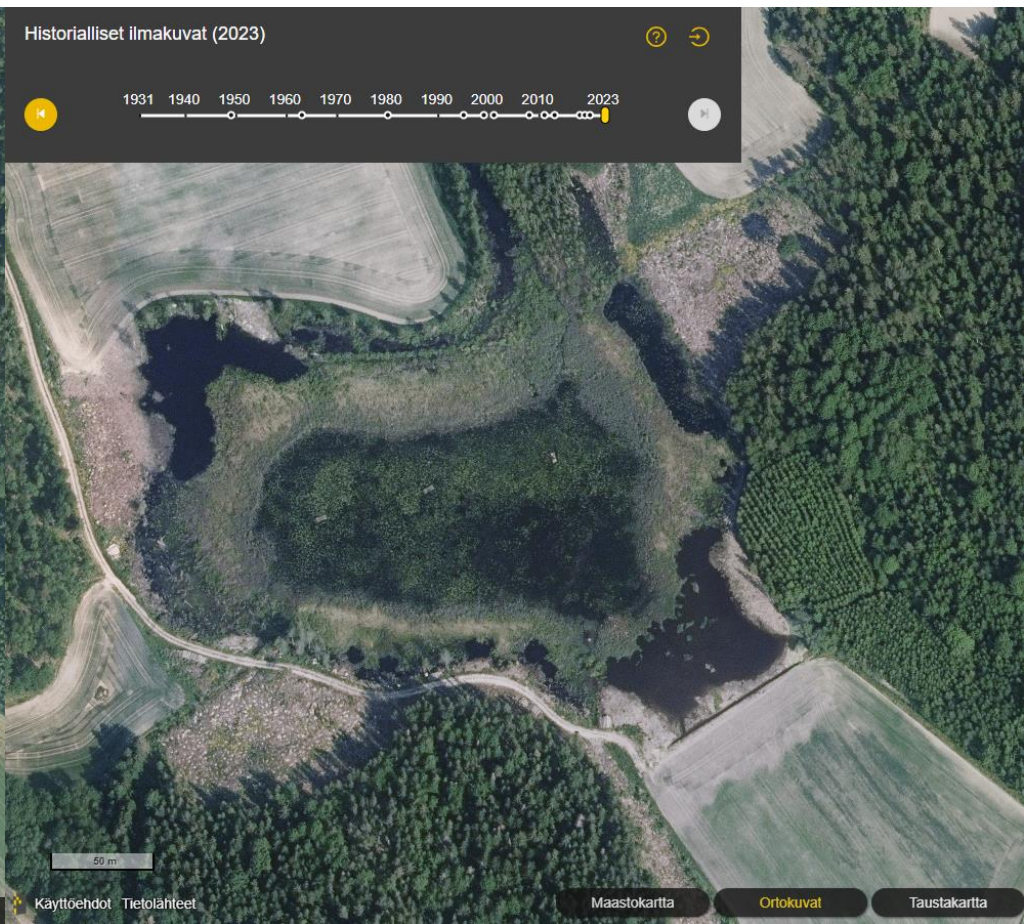 Historialliset ilmakuvat (2023)
?
1931 1940 1950 1960 1970 1980 1990 2000 2010 2023
50 m
Käyttöehdot Tietolähteet
Maastokartta Ortokuvat Taustakartta